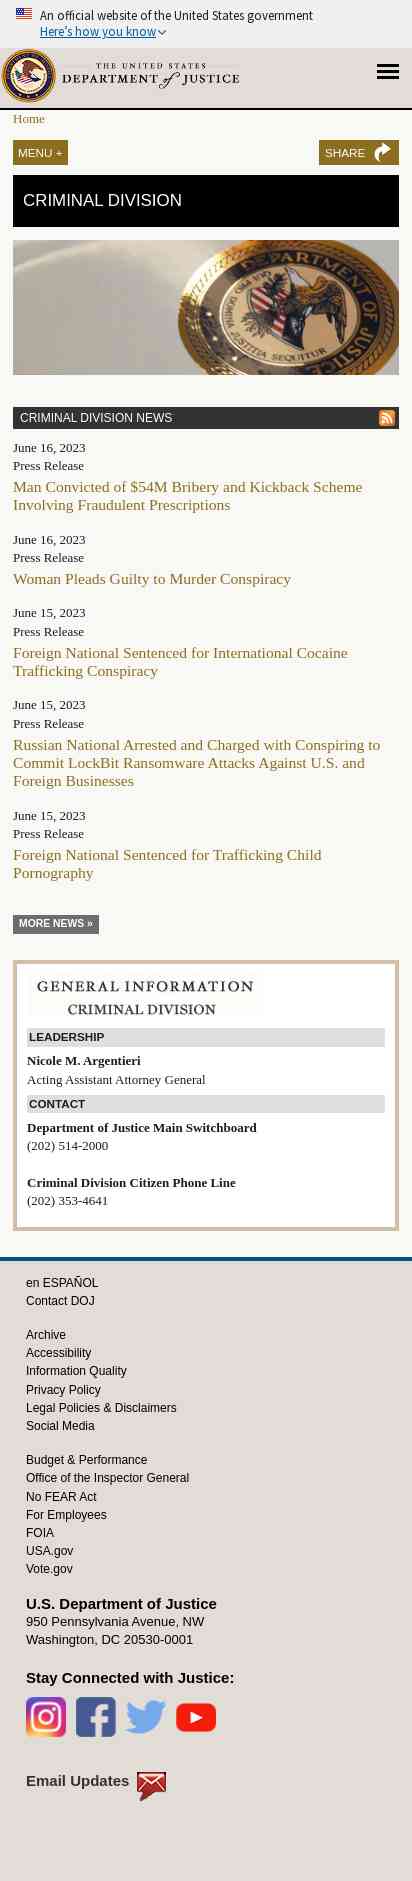 An official website of the United States government
Here's how you know
THE UNITED STATES
DEPARTMENT of JUSTICE
Home
MENU +
SHARE
CRIMINAL DIVISION
DEPARTMENT OF JUSTICE
DOMINA JUSTITIA SEQUITUR
CRIMINAL DIVISION NEWS
June 16, 2023
Press Release
Man Convicted of $54M Bribery and Kickback Scheme
Involving Fraudulent Prescriptions
June 16, 2023
Press Release
Woman Pleads Guilty to Murder Conspiracy
June 15, 2023
Press Release
Foreign National Sentenced for International Cocaine
Trafficking Conspiracy
June 15, 2023
Press Release
Russian National Arrested and Charged with Conspiring to
Commit LockBit Ransomware Attacks Against U.S. and
Foreign Businesses
June 15, 2023
Press Release
Foreign National Sentenced for Trafficking Child
Pornography
MORE NEWS »
GENERAL INFORMATION
CRIMINAL DIVISION
LEADERSHIP
Nicole M. Argentieri
Acting Assistant Attorney General
CONTACT
Department of Justice Main Switchboard
(202) 514-2000
Criminal Division Citizen Phone Line
(202) 353-4641
en ESPAÑOL
Contact DOJ
Archive
Accessibility
Information Quality
Privacy Policy
Legal Policies & Disclaimers
Social Media
Budget & Performance
Office of the Inspector General
No FEAR Act
For Employees
FOIA
USA.gov
Vote.gov
U.S. Department of Justice
950 Pennsylvania Avenue, NW
Washington, DC 20530-0001
Stay Connected with Justice:
Email Updates